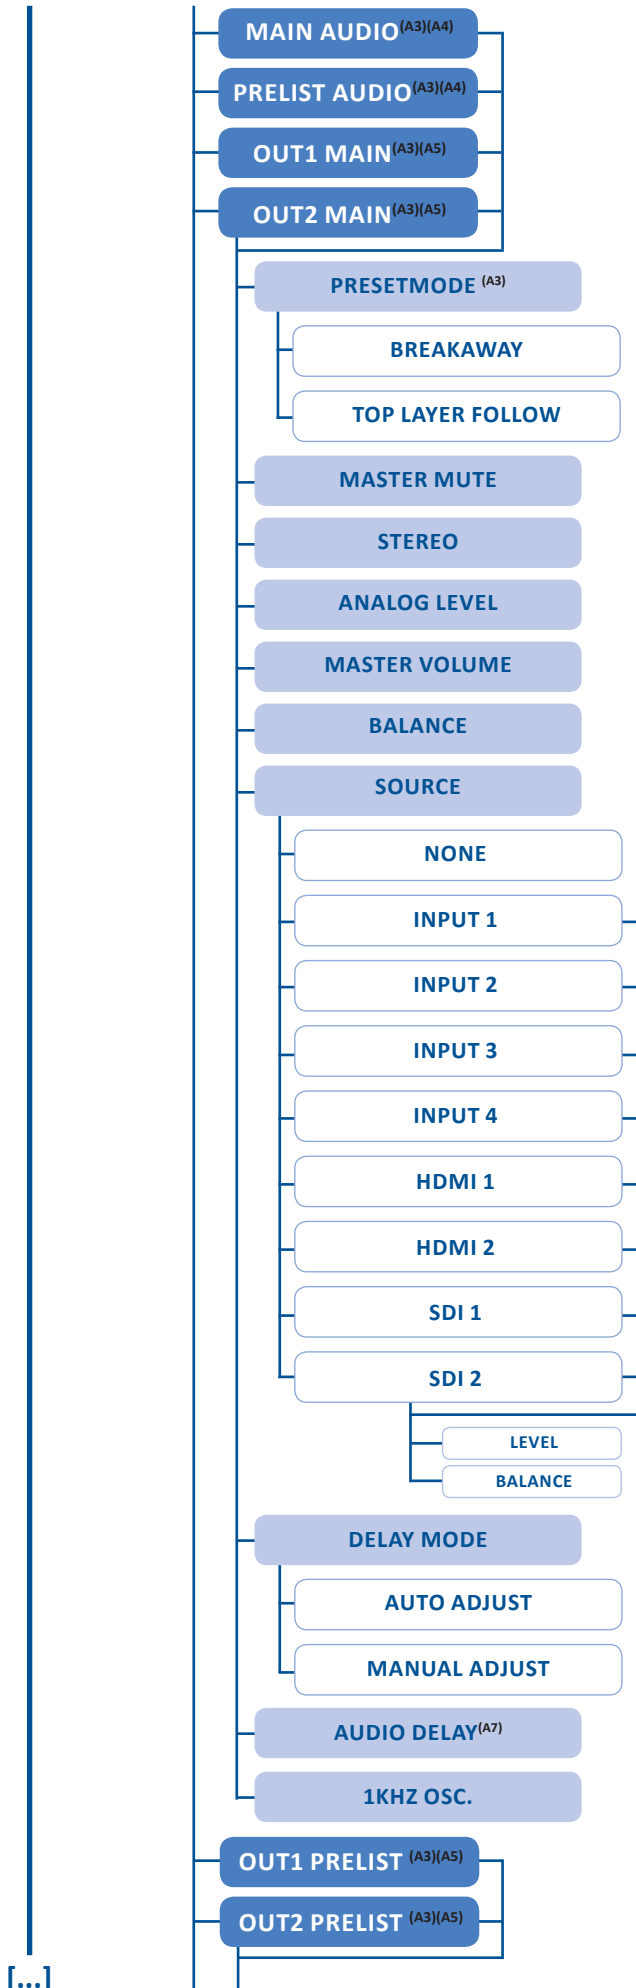 MAIN AUDIO(A3)(A4)
PRELIST AUDIO(A3)(A4)
OUT1 MAIN(A3)(A5)
OUT2 MAIN(A3)(A5)
PRESETMODE (A3)
BREAKAWAY
TOP LAYER FOLLOW
MASTER MUTE
STEREO
ANALOG LEVEL
MASTER VOLUME
BALANCE
SOURCE
NONE
INPUT 1
INPUT 2
INPUT 3
INPUT 4
HDMI 1
HDMI 2
SDI 1
SDI 2
LEVEL
BALANCE
DELAY MODE
AUTO ADJUST
MANUAL ADJUST
AUDIO DELAY(A7)
1KHZ OSC.
OUT1 PRELIST (A3)(A5)
OUT2 PRELIST (A3)(A5)
[...]